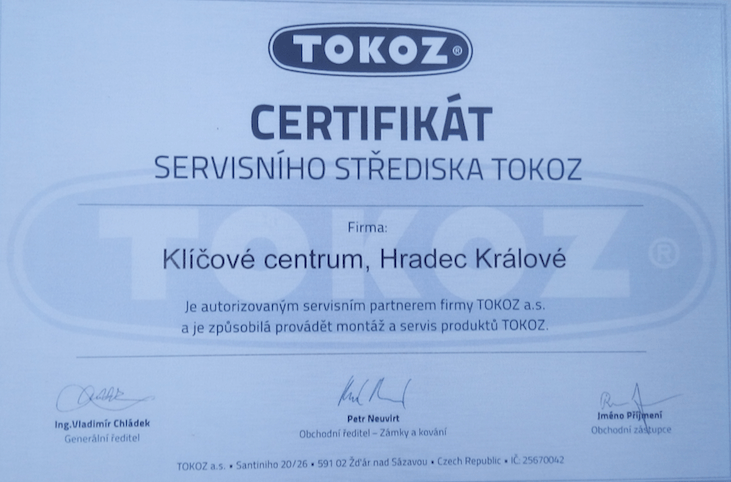 TOKOZ®
CERTIFIKÁT
SERVISNÍHO STŘEDISKA TOKOZ
TOKOZ®
Firma:
Klíčové centrum, Hradec Králové
Je autorizovaným servisním partnerem firmy TOKOZ a.s.
a je způsobilá provádět montáž a servis produktů TOKOZ.
Ing.Vladimír Chládek
Generální ředitel
Petr Neuvirt
Obchodní ředitel – Zámky a kování
Iméno Příjmení
Obchodní zástupce
TOKOZ a.s. • Santiniho 20/26 • 591 02 Žďár nad Sázavou • Czech Republic • IČ: 25670042